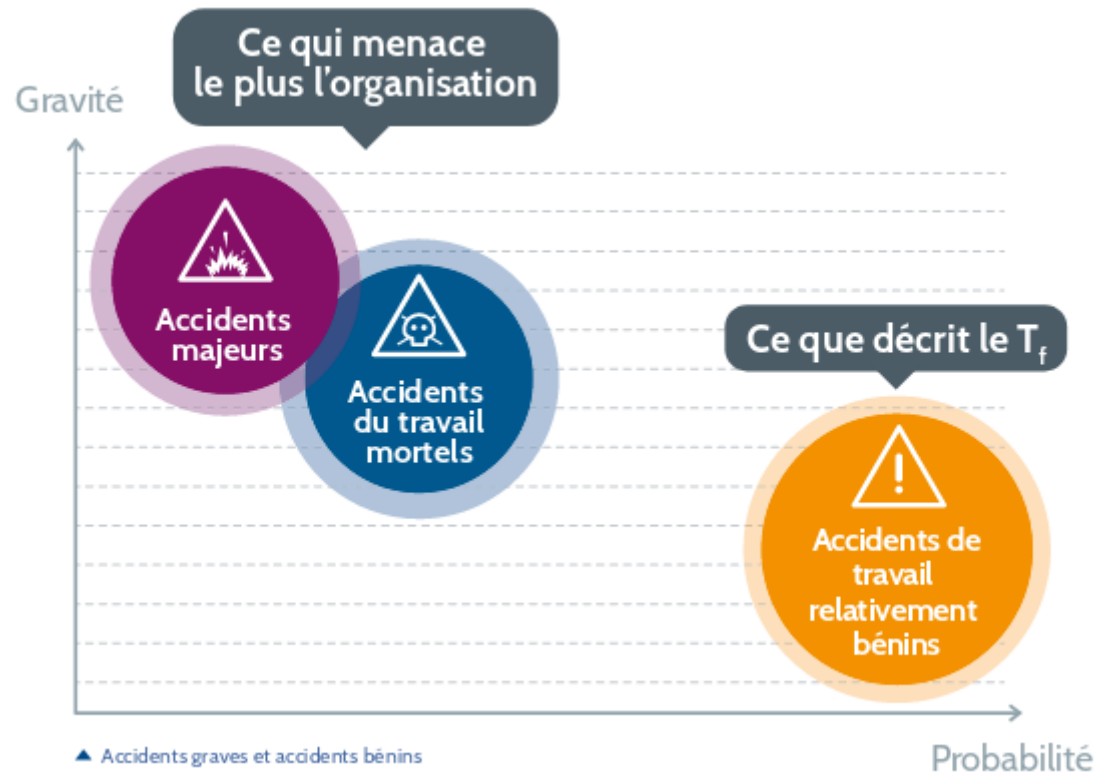 Ce qui menace
le plus l'organisation
Gravité
Accidents
majeurs
Accidents
du travail
mortels
Ce que décrit le Tf
Accidents de
travail
relativement
bénins
▲ Accidents graves et accidents bénins
Probabilité